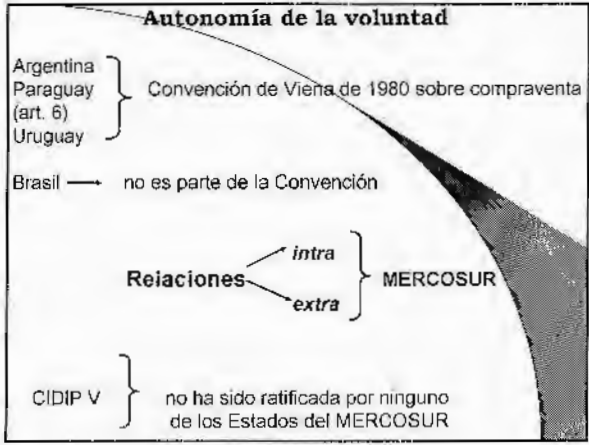 Autonomía de la voluntad
Argentina
Paraguay
(art. 6)
Uruguay
Convención de Viena de 1980 sobre compraventa
Brasil → no es parte de la Convención
intra
Relaciones
MERCOSUR
extra
CIDIP V
no ha sido ratificada por ninguno
de los Estados del MERCOSUR